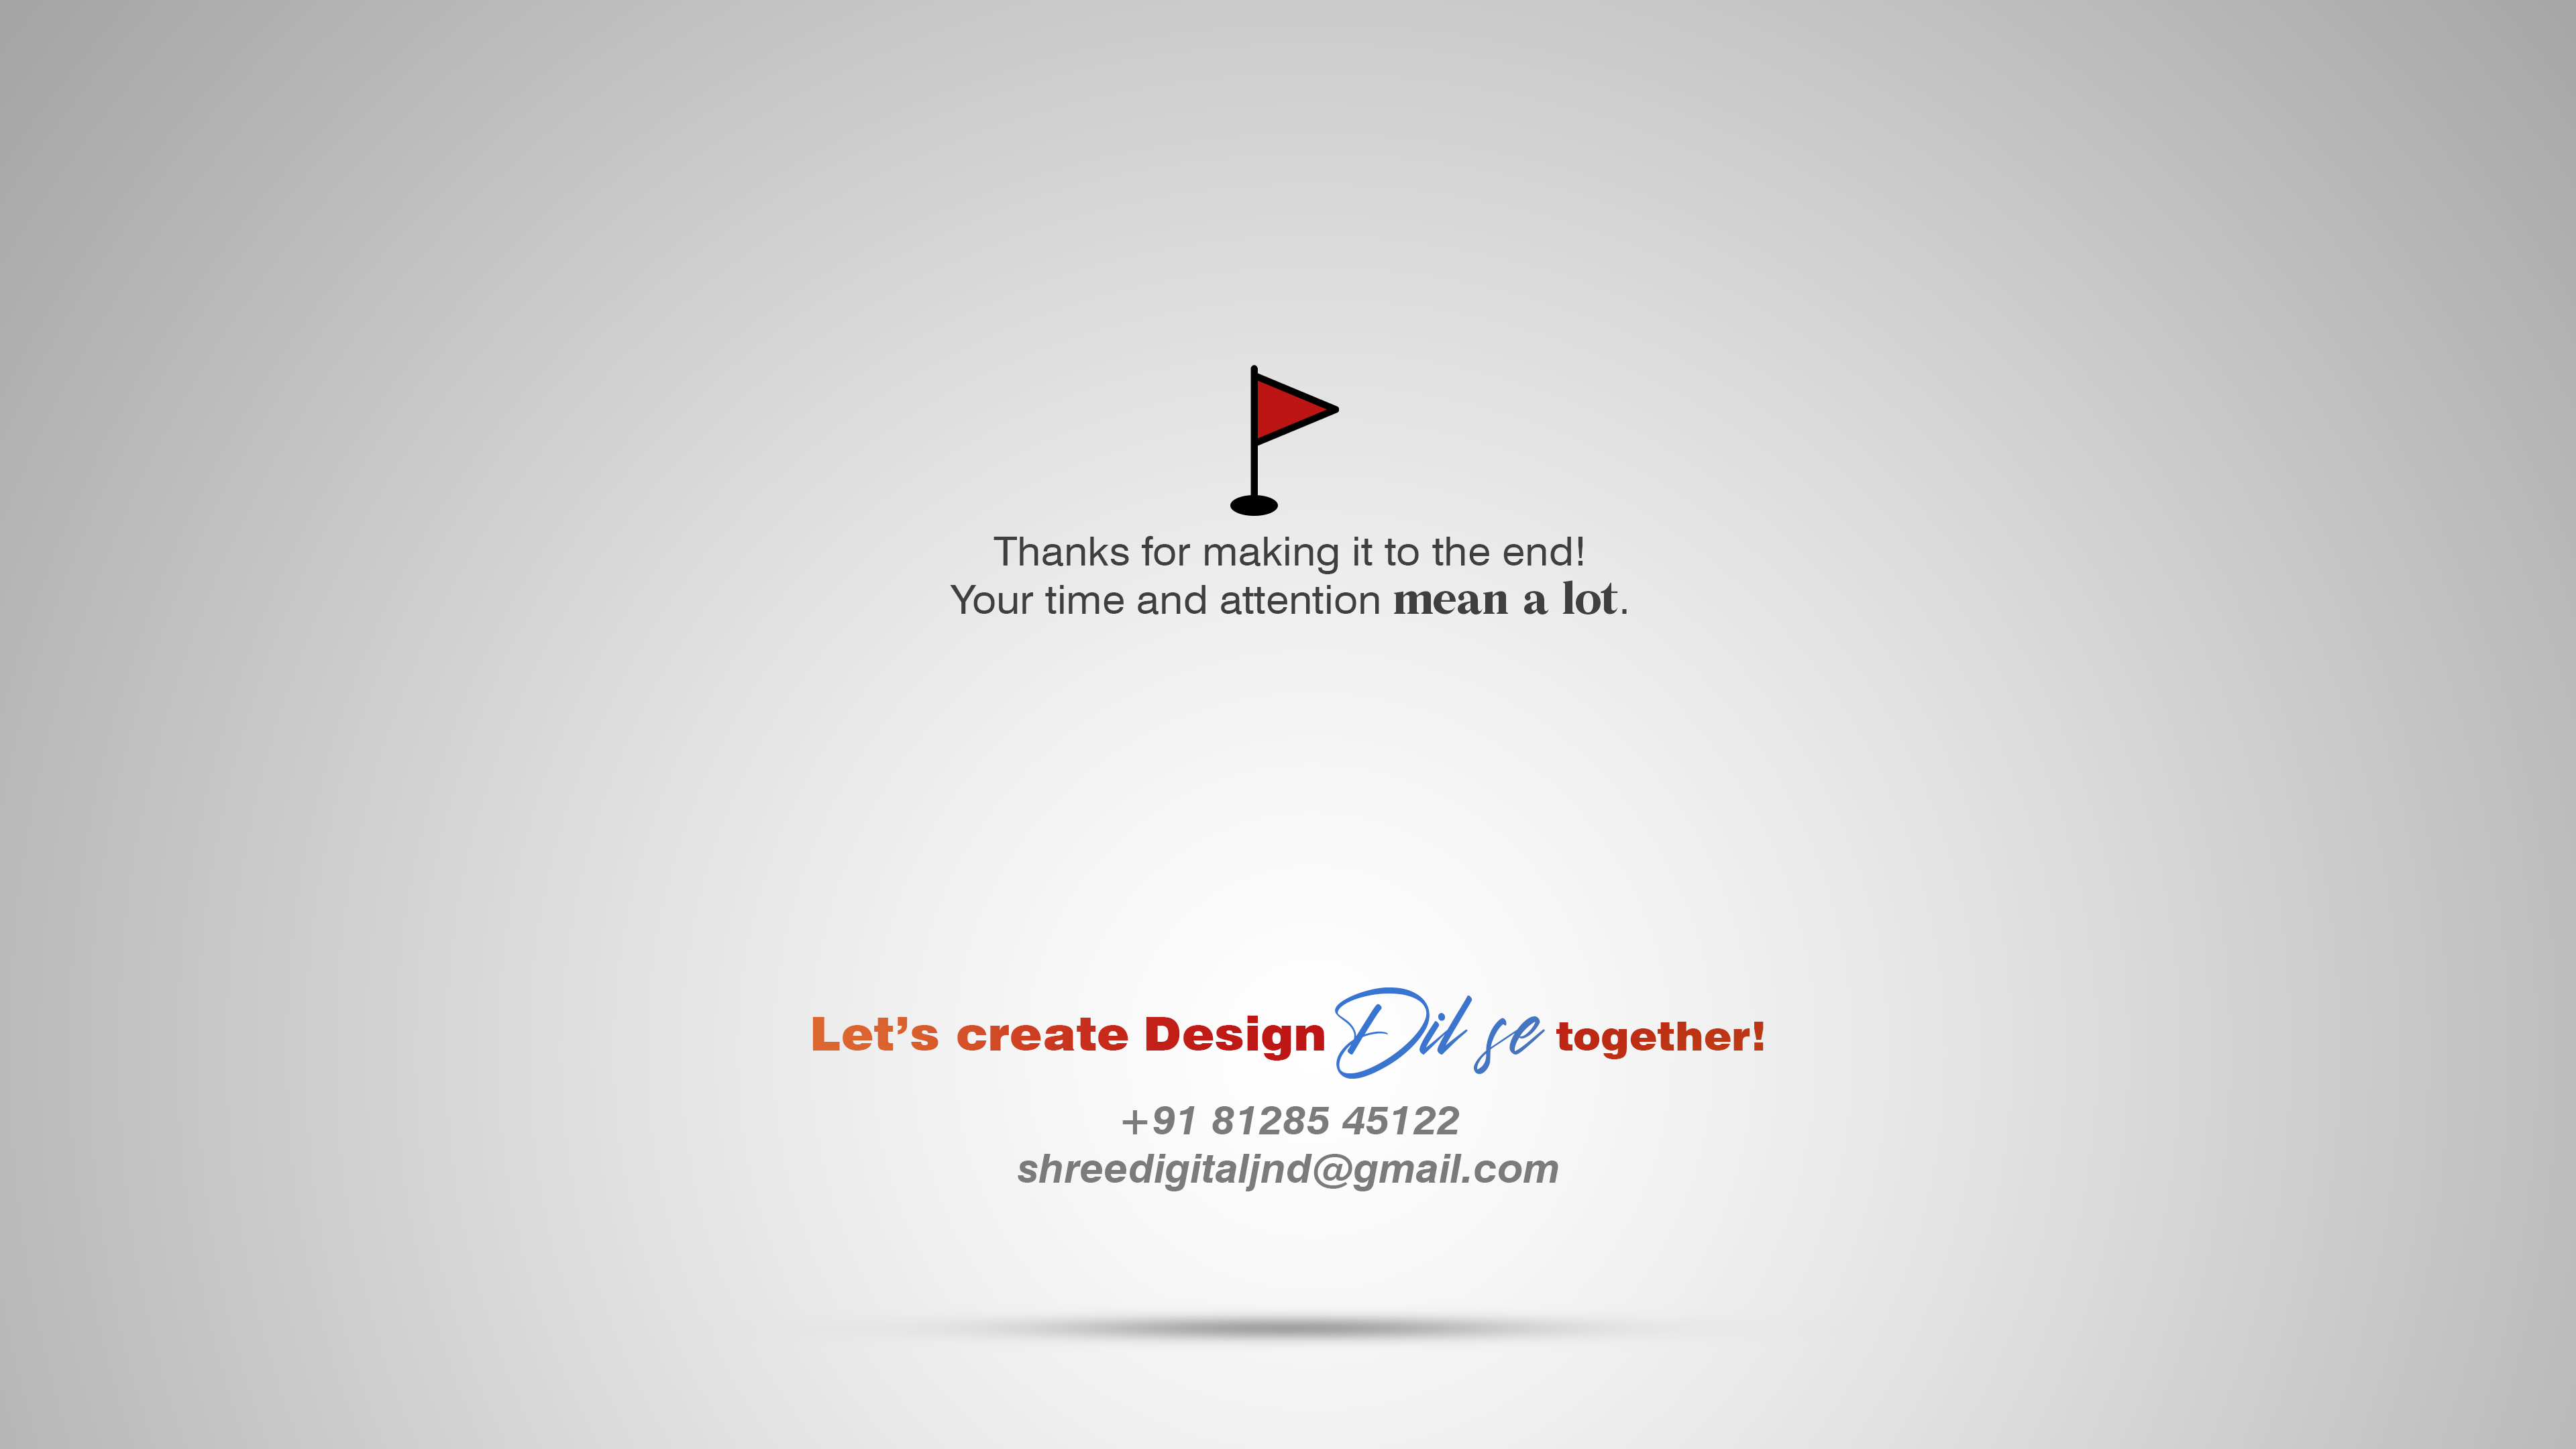 Thanks for making it to the end!
Your time and attention mean a lot.
Let’s create Design Dil se together!
+91 81285 45122
shreedigitaljnd@gmail.com